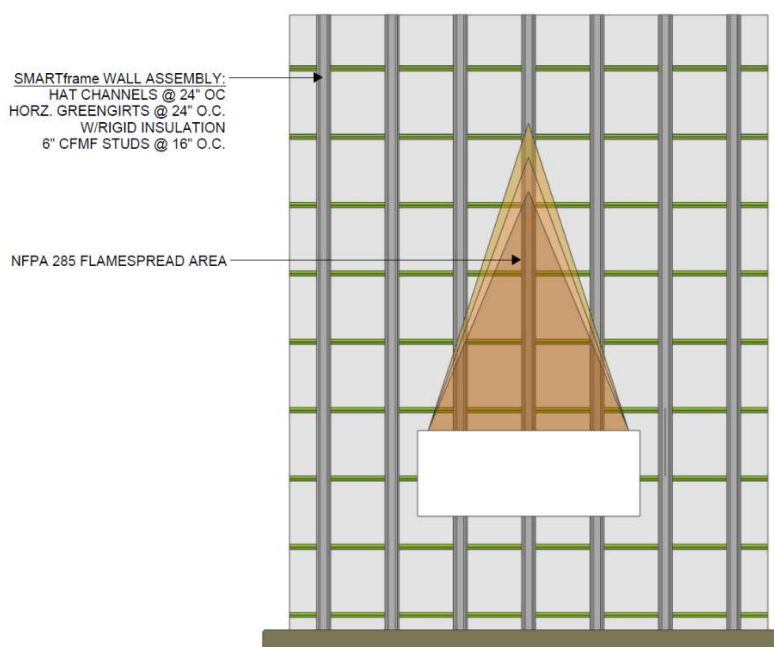 SMARTframe WALL ASSEMBLY:
HAT CHANNELS @ 24" OC
HORZ. GREENGIRTS @ 24" O.C.
W/RIGID INSULATION
6" CFMF STUDS @ 16" O.C.
NFPA 285 FLAMESPREAD AREA